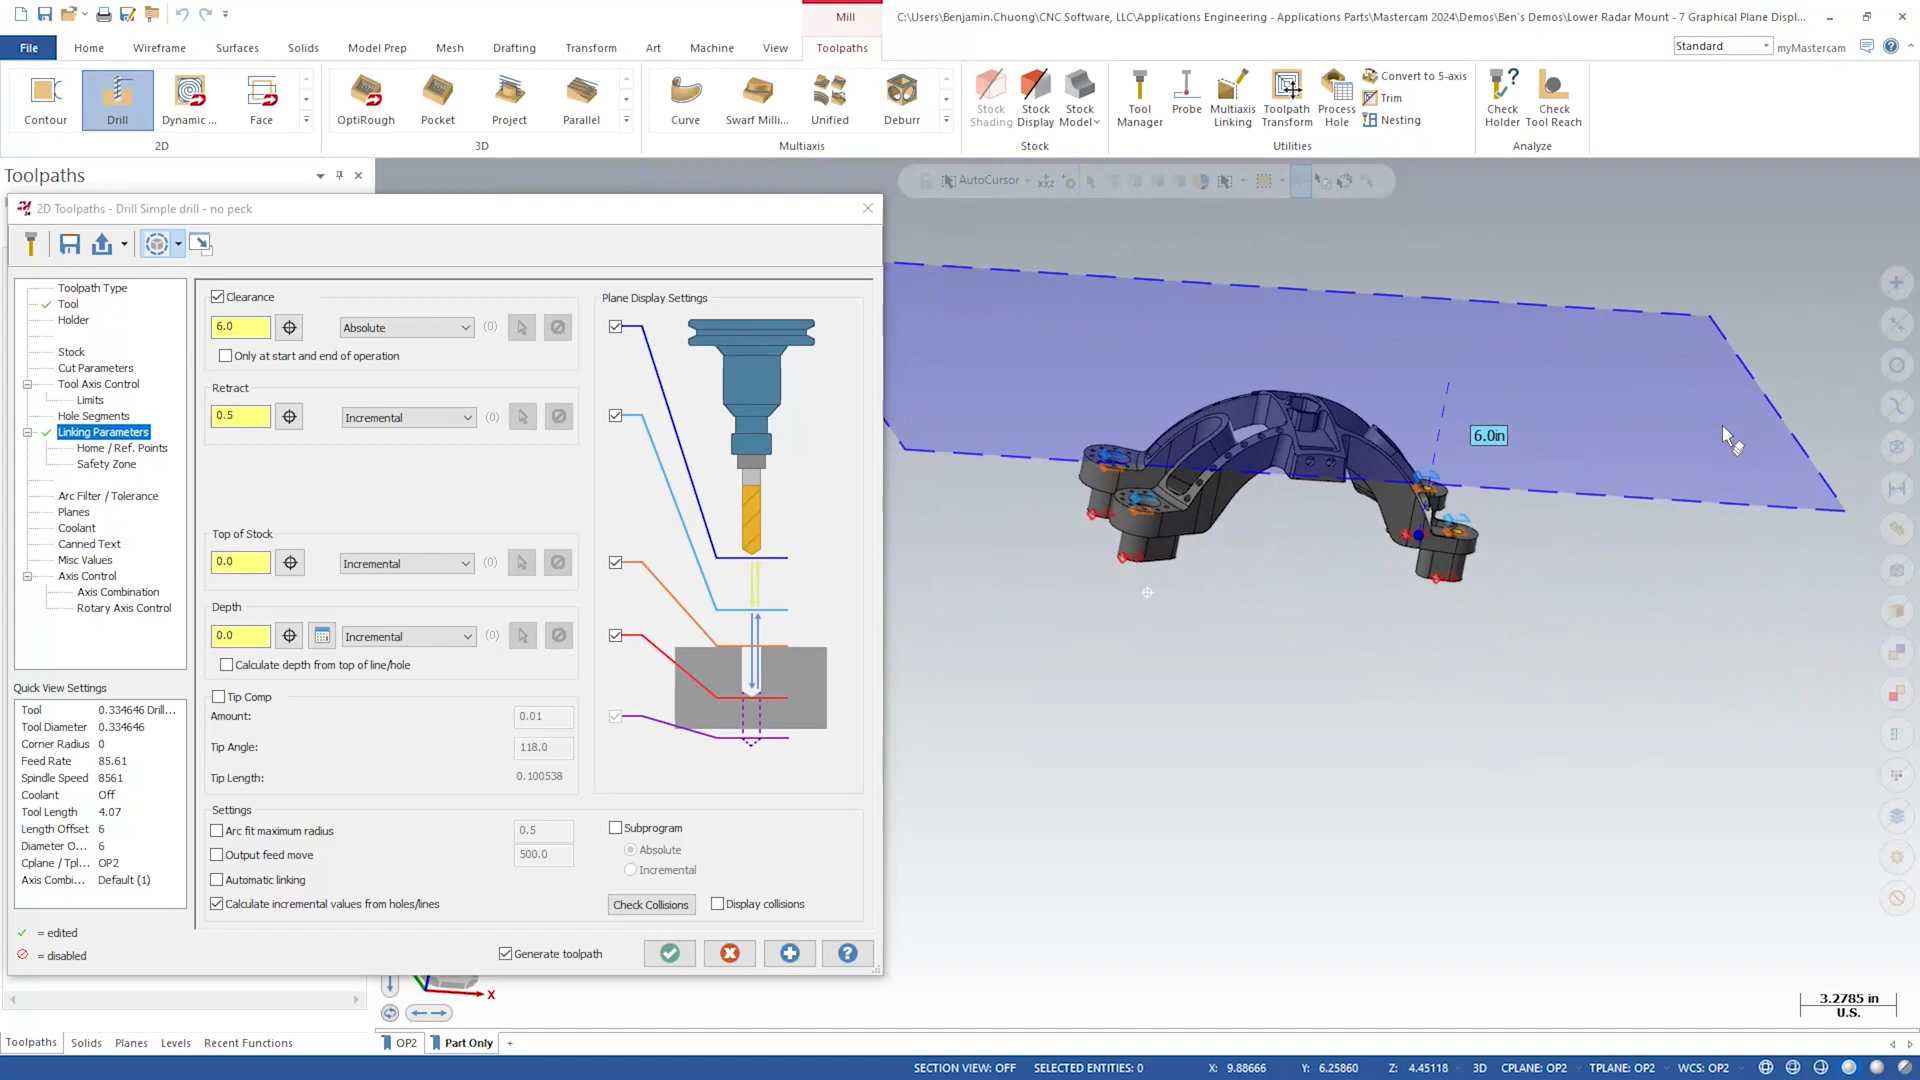 Mill
C:\Users\Benjamin.Chuong\CNC Software, LLC\Applications Engineering - Applications Parts\Mastercam 2024\Demos\Ben's Demos\Lower Radar Mount - 7 Graphical Plane Displ...
File
Home
Wireframe
Surfaces
Solids
Model Prep
Mesh
Drafting
Transform
Art
Machine
View
Toolpaths
Standard
myMastercam
Contour
Drill
Dynamic ...
Face
OptiRough
Pocket
Project
Parallel
Curve
Swarf Milli...
Unified
Deburr
Stock Shading
Stock Display
Stock Model
Tool Manager
Probe
Multiaxis Linking
Toolpath Transform
Process Hole
Convert to 5-axis
Trim
Nesting
Check Holder
Check Tool Reach
2D
3D
Multiaxis
Stock
Utilities
Analyze
Toolpaths
AutoCursor
2D Toolpaths - Drill Simple drill - no peck
Toolpath Type
Tool
Holder
Stock
Cut Parameters
Tool Axis Control
Limits
Hole Segments
Linking Parameters
Home / Ref. Points
Safety Zone
Arc Filter / Tolerance
Planes
Coolant
Canned Text
Misc Values
Axis Control
Axis Combination
Rotary Axis Control
Quick View Settings
Tool 0.334646 Drill...
Tool Diameter 0.334646
Corner Radius 0
Feed Rate 85.61
Spindle Speed 8561
Coolant Off
Tool Length 4.07
Length Offset 6
Diameter O... 6
Cplane / Tpl... OP2
Axis Combi... Default (1)
= edited
= disabled
Clearance
6.0 Absolute (0)
Only at start and end of operation
Retract
0.5 Incremental (0)
Top of Stock
0.0 Incremental (0)
Depth
0.0 Incremental (0)
Calculate depth from top of line/hole
Tip Comp
Amount: 0.01
Tip Angle: 118.0
Tip Length: 0.100538
Settings
Arc fit maximum radius 0.5
Output feed move 500.0
Automatic linking
Calculate incremental values from holes/lines
Plane Display Settings
Subprogram
Absolute
Incremental
Check Collisions
Display collisions
Generate toolpath
6.0in
X
3.2785 in
U.S.
Toolpaths
Solids
Planes
Levels
Recent Functions
OP2
Part Only
+
SECTION VIEW: OFF
SELECTED ENTITIES: 0
X: 9.88666
Y: 6.25860
Z: 4.45118
3D
CPLANE: OP2
TPLANE: OP2
WCS: OP2